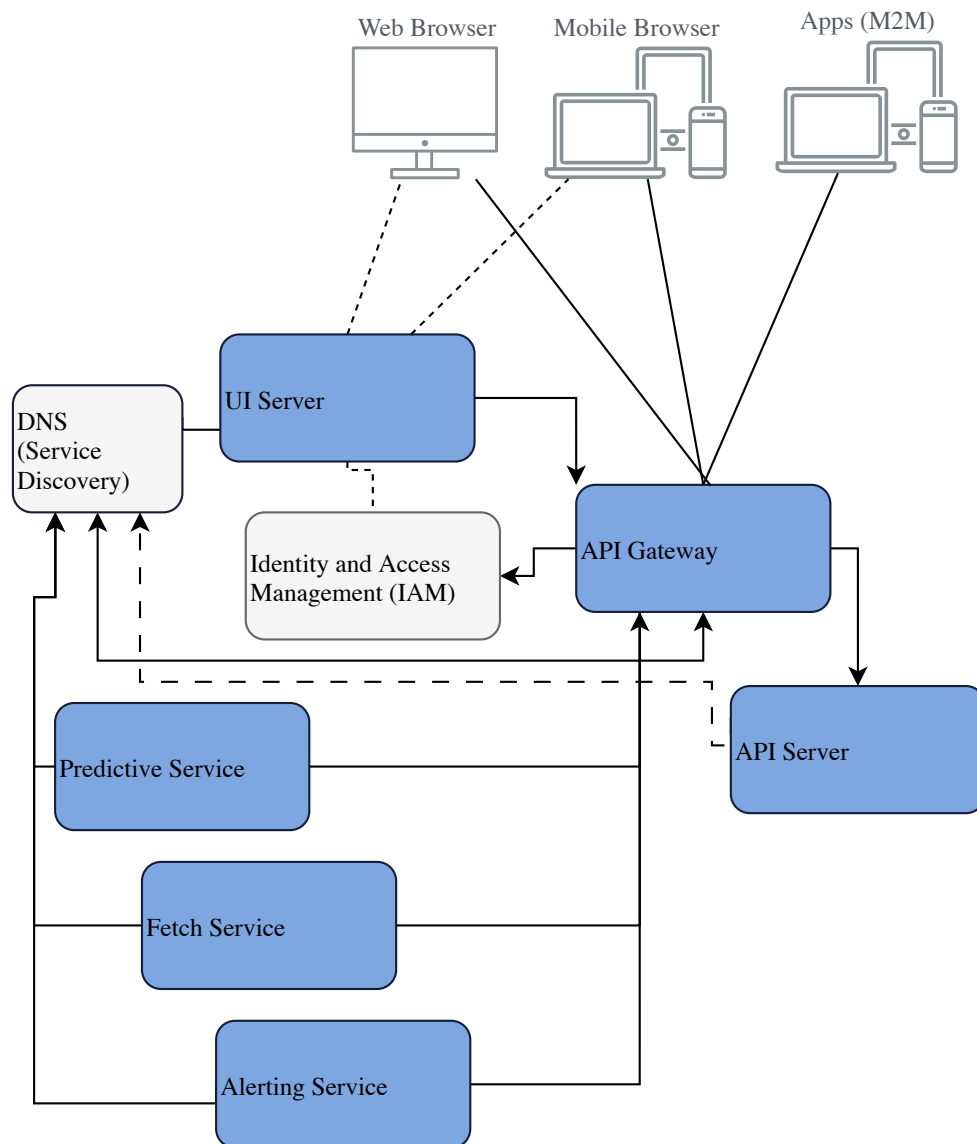 Web Browser
Mobile Browser
Apps (M2M)
UI Server
DNS
(Service
Discovery)
Identity and Access
Management (IAM)
API Gateway
API Server
Predictive Service
Fetch Service
Alerting Service